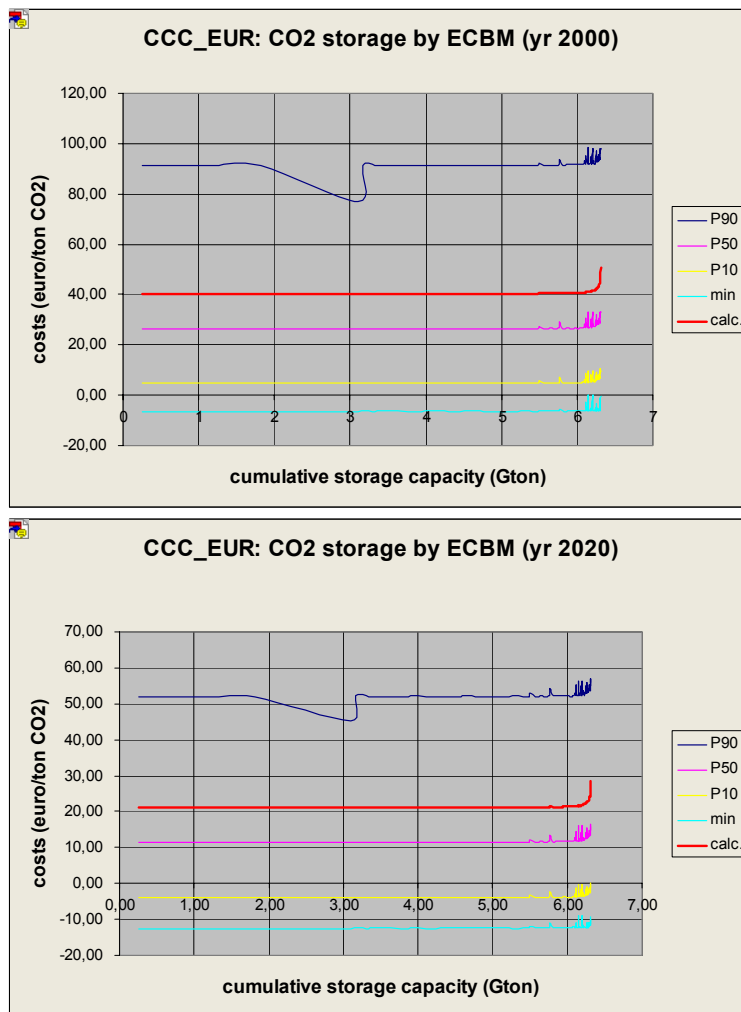 CCC_EUR: CO2 storage by ECBM (yr 2000)
costs (euro/ton CO2)
120,00
100,00
80,00
60,00
40,00
20,00
0,00
-20,00
0 1 2 3 4 5 6 7
cumulative storage capacity (Gton)
P90
P50
P10
min
calc.
CCC_EUR: CO2 storage by ECBM (yr 2020)
costs (euro/ton CO2)
70,00
60,00
50,00
40,00
30,00
20,00
10,00
0,00
-10,00
-20,00
0,00 1,00 2,00 3,00 4,00 5,00 6,00 7,00
cumulative storage capacity (Gton)
P90
P50
P10
min
calc.